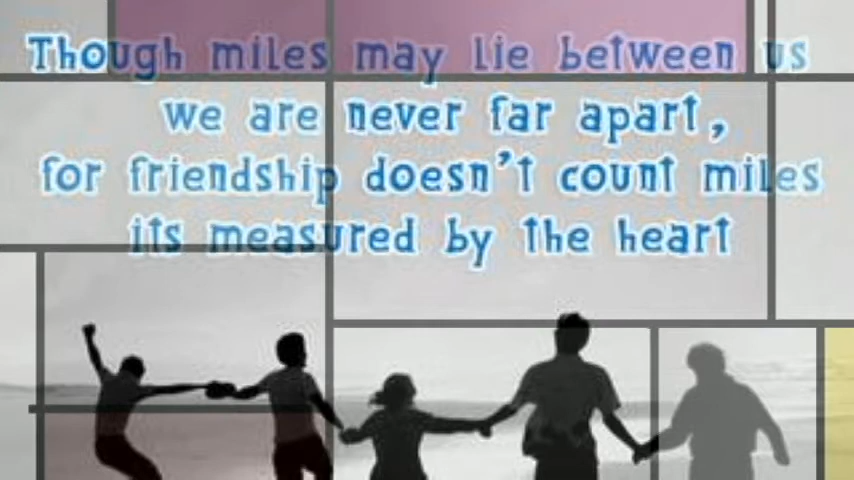 Though miles may lie between us
we are never far apart,
for friendship doesn't count miles
its measured by the heart